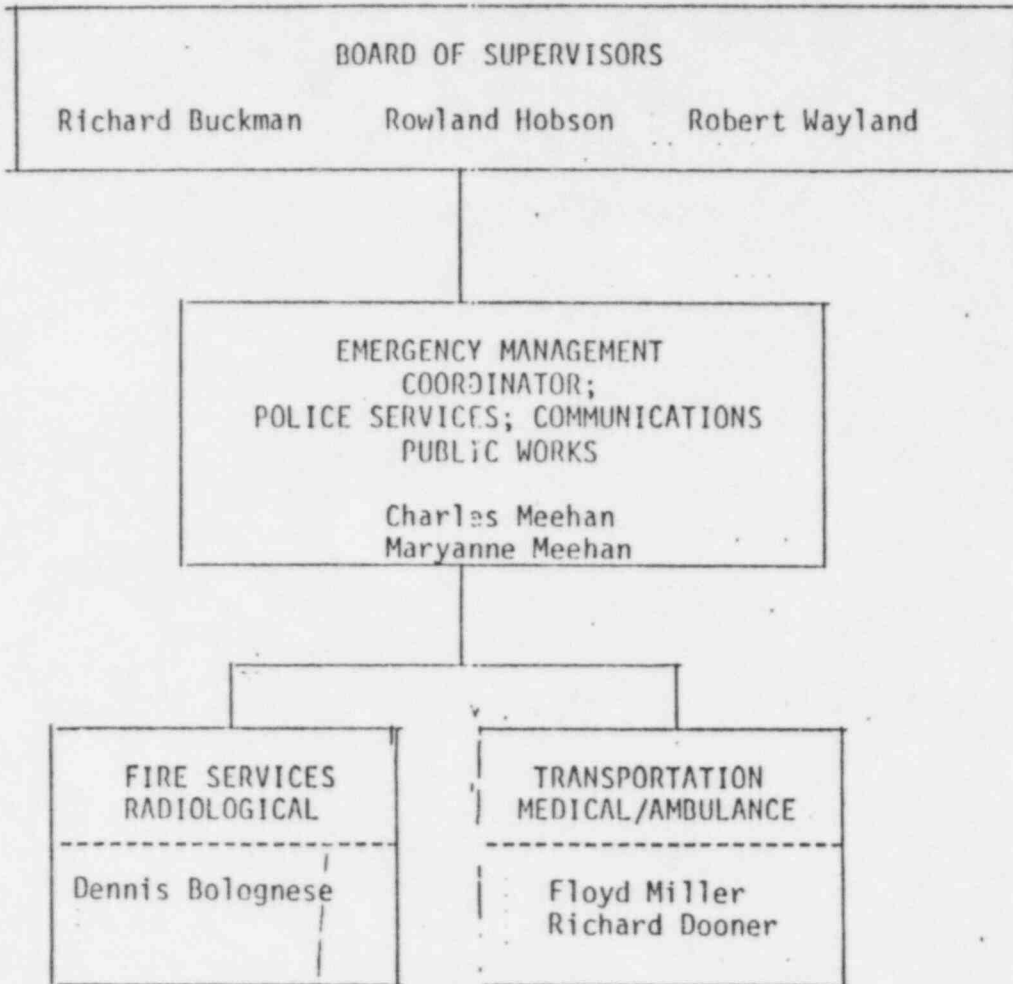 BOARD OF SUPERVISORS
Richard Buckman Rowland Hobson Robert Wayland
EMERGENCY MANAGEMENT
COORDINATOR;
POLICE SERVICES; COMMUNICATIONS
PUBLIC WORKS
Charles Meehan
Maryanne Meehan
FIRE SERVICES
RADIOLOGICAL
Dennis Bolognese
TRANSPORTATION
MEDICAL/AMBULANCE
Floyd Miller
Richard Dooner